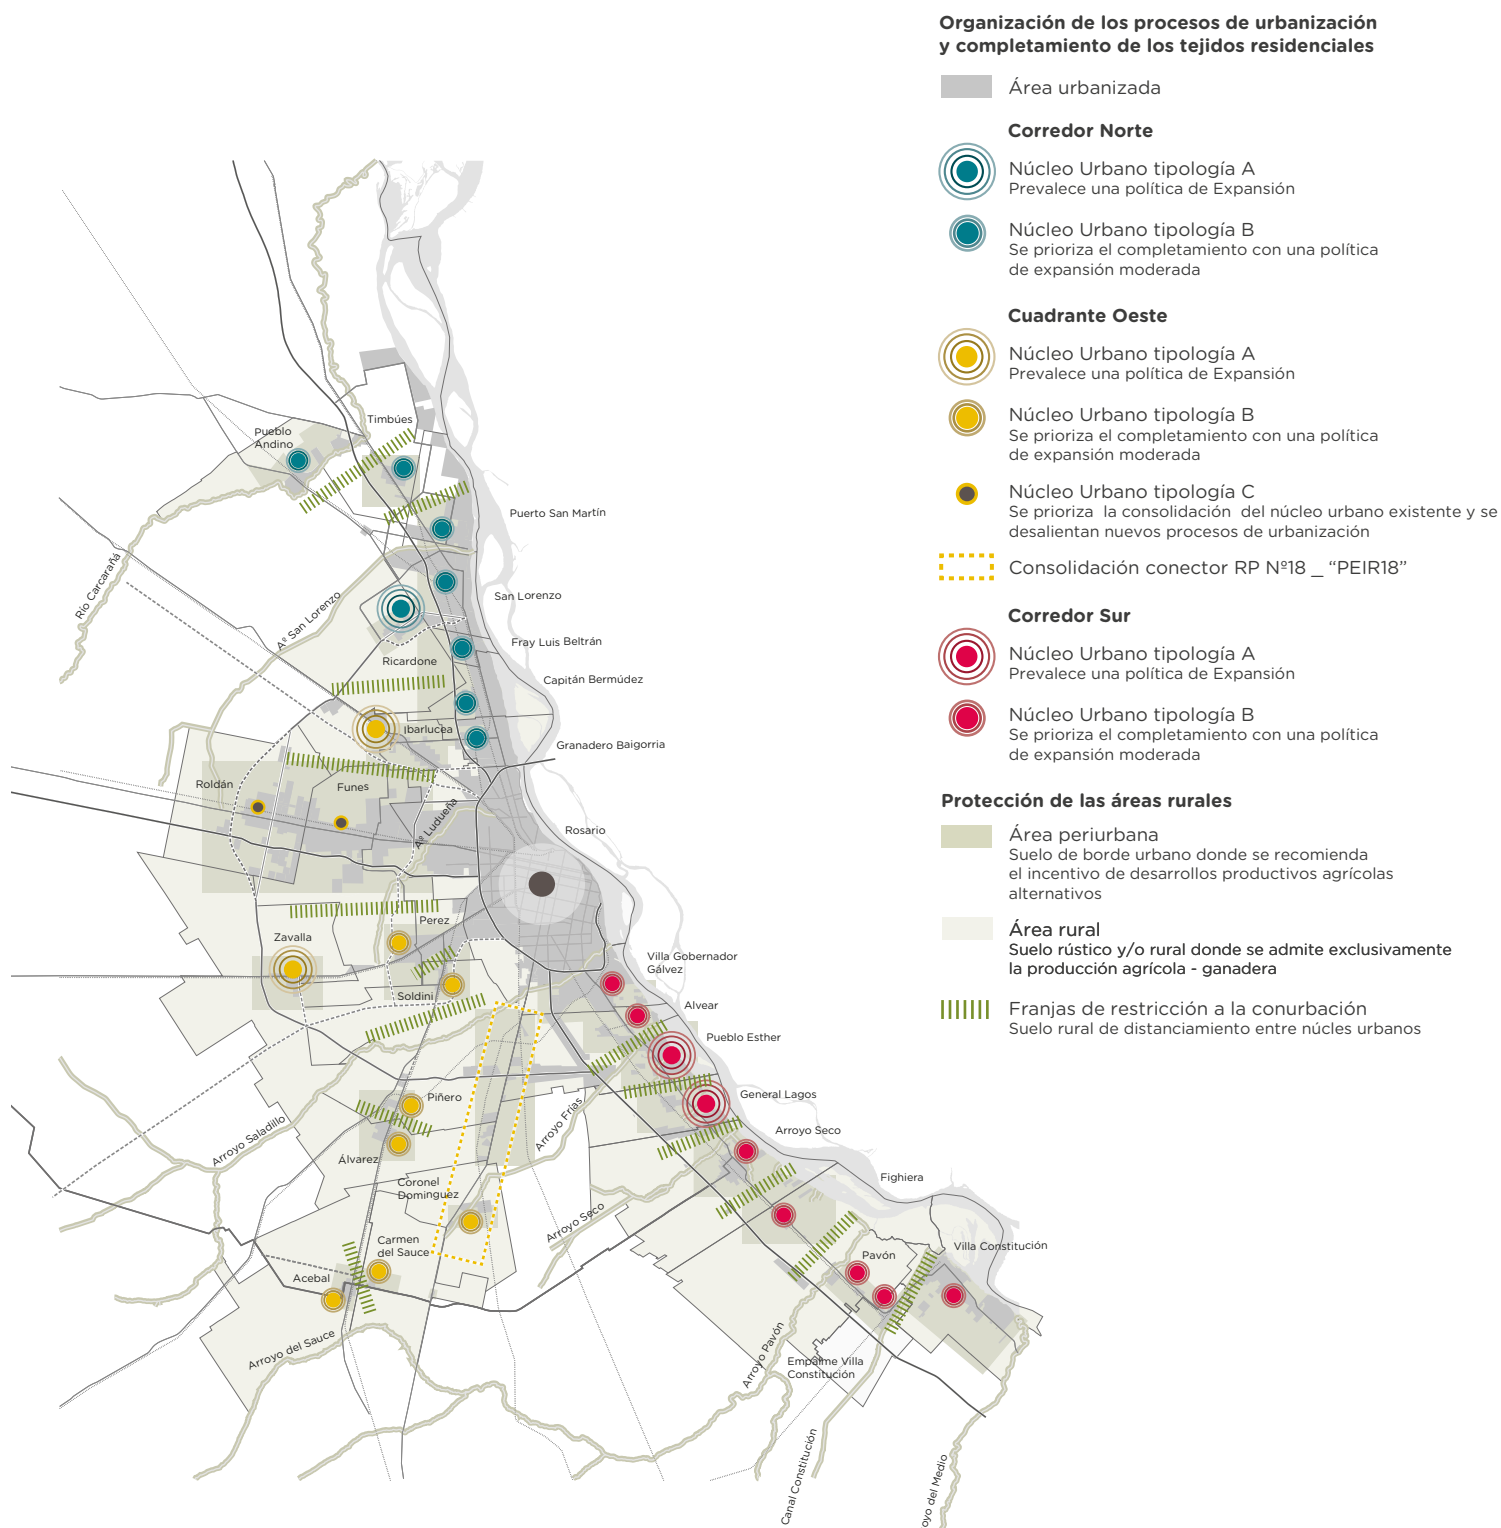 Organización de los procesos de urbanización
y completamiento de los tejidos residenciales
Área urbanizada
Corredor Norte
Núcleo Urbano tipología A
Prevalece una política de Expansión
Núcleo Urbano tipología B
Se prioriza el completamiento con una política
de expansión moderada
Cuadrante Oeste
Núcleo Urbano tipología A
Prevalece una política de Expansión
Núcleo Urbano tipología B
Se prioriza el completamiento con una política
de expansión moderada
Núcleo Urbano tipología C
Se prioriza la consolidación del núcleo urbano existente y se
desalientan nuevos procesos de urbanización
Consolidación conector RP Nº18 _ “PEIR18”
Corredor Sur
Núcleo Urbano tipología A
Prevalece una política de Expansión
Núcleo Urbano tipología B
Se prioriza el completamiento con una política
de expansión moderada
Protección de las áreas rurales
Área periurbana
Suelo de borde urbano donde se recomienda
el incentivo de desarrollos productivos agrícolas
alternativos
Área rural
Suelo rústico y/o rural donde se admite exclusivamente
la producción agrícola - ganadera
Franjas de restricción a la conurbación
Suelo rural de distanciamiento entre núcles urbanos
Timbúes
Pueblo
Andino
Puerto San Martín
Río Carcarañá
Aº San Lorenzo
San Lorenzo
Fray Luis Beltrán
Ricardone
Capitán Bermúdez
Ibarlucea
Granadero Baigorria
Roldán
Funes
Aº Ludueña
Rosario
Perez
Zavalla
Villa Gobernador
Gálvez
Soldini
Alvear
Pueblo Esther
Piñero
General Lagos
Arroyo Saladillo
Arroyo Frías
Arroyo Seco
Álvarez
Coronel
Dominguez
Fighiera
Arroyo Seco
Carmen
del Sauce
Villa Constitución
Pavón
Acebal
Arroyo del Sauce
Arroyo Pavón
Empalme Villa
Constitución
Canal Constitución
oyo del Medio